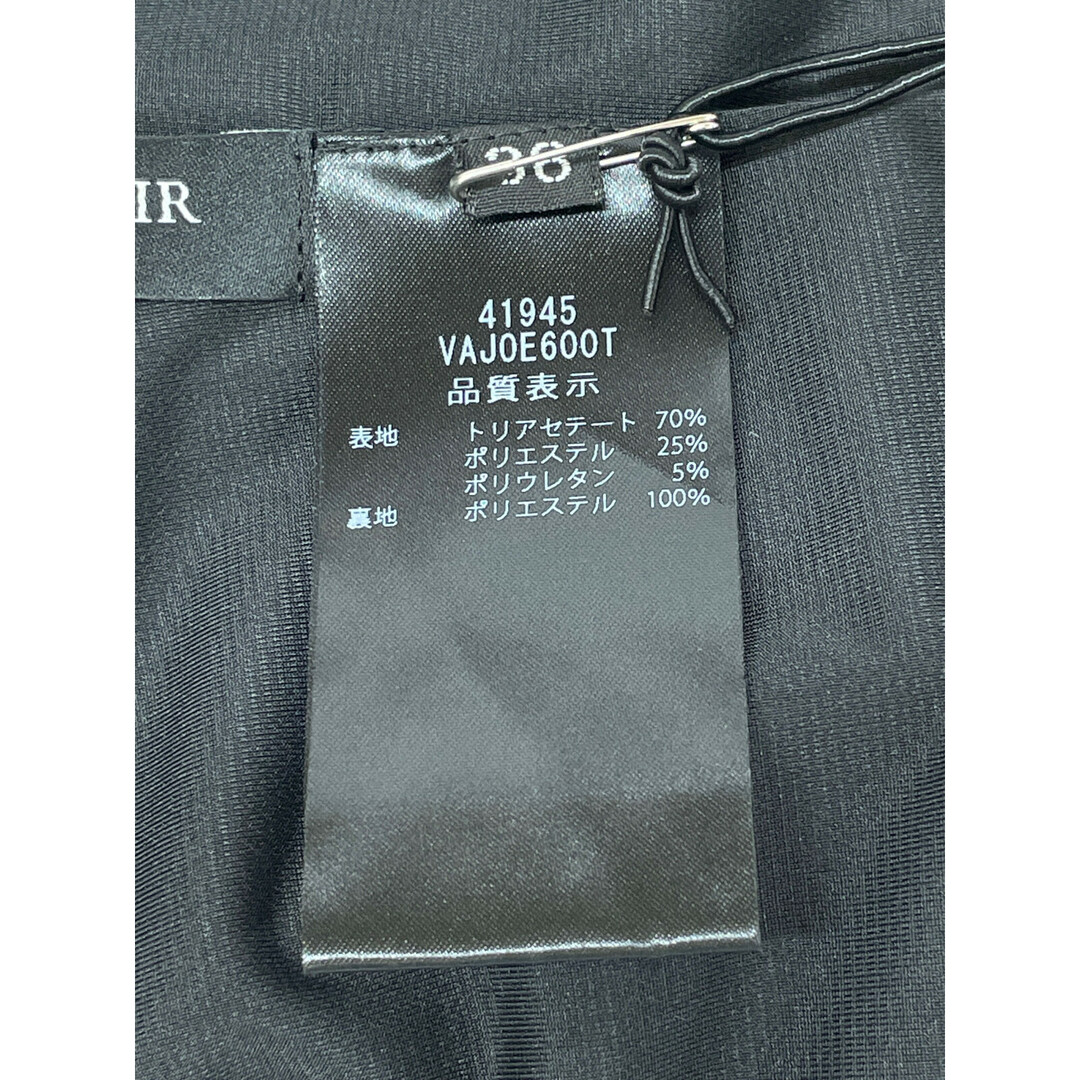 IR
36
41945
VAJ0E600T
品質表示
表地 トリアセテート 70%
ポリエステル 25%
ポリウレタン 5%
裏地 ポリエステル 100%